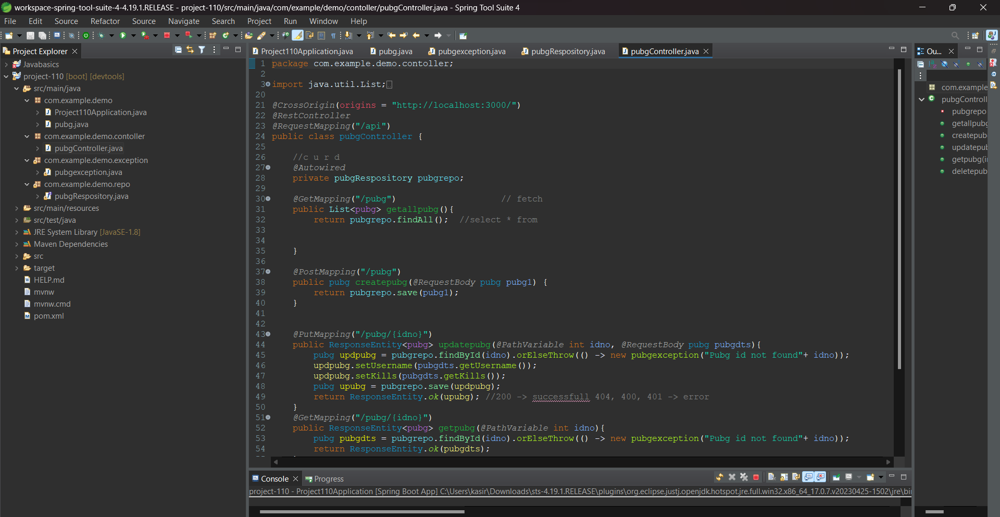 workspace-spring-tool-suite-4-4.19.1.RELEASE - project-110/src/main/java/com/example/demo/contoller/pubgController.java - Spring Tool Suite 4
File Edit Source Refactor Source Navigate Search Project Run Window Help
Project Explorer
Javabasics
project-110 [boot] [devtools]
src/main/java
com.example.demo
Project110Application.java
pubg.java
com.example.demo.contoller
pubgController.java
com.example.demo.exception
pubgexception.java
com.example.demo.repo
pubgRespository.java
src/main/resources
src/test/java
JRE System Library [JavaSE-1.8]
Maven Dependencies
src
target
HELP.md
mvnw
mvnw.cmd
pom.xml
Project110Application.java pubg.java pubgexception.java pubgRespository.java pubgController.java
1 package com.example.demo.contoller;
2
3 import java.util.List;
20
21 @CrossOrigin(origins = "http://localhost:3000/")
22 @RestController
23 @RequestMapping("/api")
24 public class pubgController {
25
26 //c u r d
27 @Autowired
28 private pubgRespository pubgrepo;
29
30 @GetMapping("/pubg") // fetch
31 public List<pubg> getallpubg(){
32 return pubgrepo.findAll(); //select * from
33
34
35 }
36
37 @PostMapping("/pubg")
38 public pubg createpubg(@RequestBody pubg pubg1) {
39 return pubgrepo.save(pubg1);
40 }
41
42
43 @PutMapping("/pubg/{idno}")
44 public ResponseEntity<pubg> updatepubg(@PathVariable int idno, @RequestBody pubg pubgdts){
45 pubg updpubg = pubgrepo.findById(idno).orElseThrow(() -> new pubgexception("Pubg id not found"+ idno));
46 updpubg.setUsername(pubgdts.getUsername());
47 updpubg.setKills(pubgdts.getKills());
48 pubg upubg = pubgrepo.save(updpubg);
49 return ResponseEntity.ok(upubg); //200 -> successfull 404, 400, 401 -> error
50 }
51 @GetMapping("/pubg/{idno}")
52 public ResponseEntity<pubg> getpubg(@PathVariable int idno){
53 pubg pubgdts = pubgrepo.findById(idno).orElseThrow(() -> new pubgexception("Pubg id not found"+ idno));
54 return ResponseEntity.ok(pubgdts);
Console Progress
project-110 - Project110Application [Spring Boot App] C:\Users\kasir\Downloads\sts-4.19.1.RELEASE\plugins\org.eclipse.justj.openjdk.hotspot.jre.full.win32.x86_64_17.0.7.v20230425-1502\jre\bi
Ou...
com.example
pubgControll
pubgrepo
getallpubg
createpub
updatepub
getpubg(i
deletepub